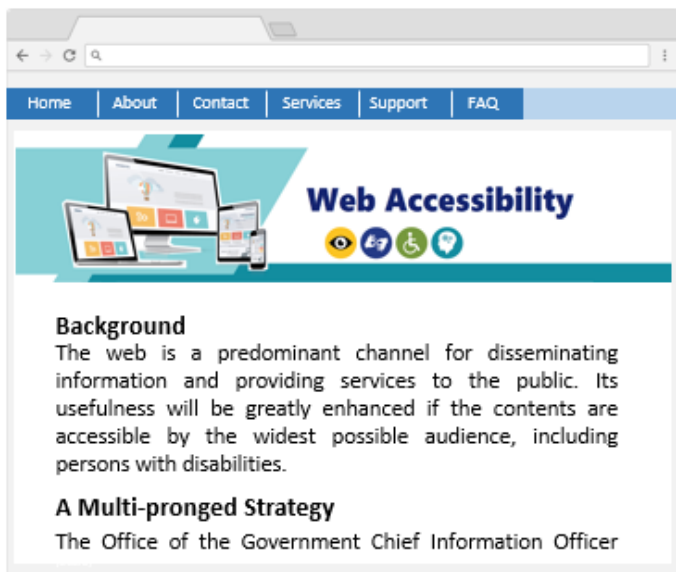 Home About Contact Services Support FAQ
Web Accessibility
Background
The web is a predominant channel for disseminating
information and providing services to the public. Its
usefulness will be greatly enhanced if the contents are
accessible by the widest possible audience, including
persons with disabilities.
A Multi-pronged Strategy
The Office of the Government Chief Information Officer